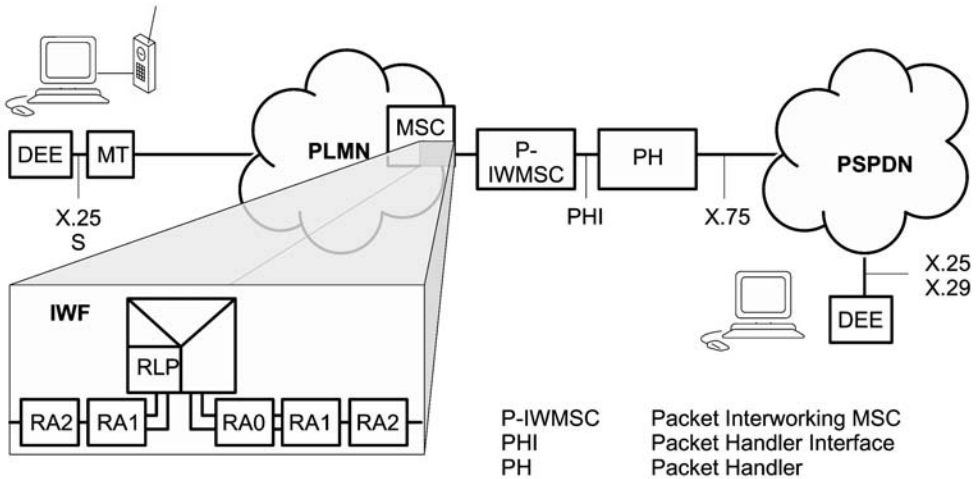 DEE
MT
X.25
S
PLMN
MSC
P-
IWMSC
PHI
PH
X.75
PSPDN
X.25
X.29
DEE
IWF
RLP
RA2
RA1
RA0
RA1
RA2
P-IWMSC Packet Interworking MSC
PHI Packet Handler Interface
PH Packet Handler